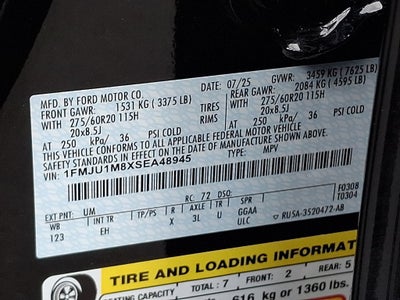 MFD. BY FORD MOTOR CO. 07/25 GVWR: 3459 KG (7625 LB)
FRONT GAWR: 1531 KG (3375 LB) REAR GAWR: 2084 KG (4595 LB)
WITH 275/60R20 115H TIRES WITH 275/60R20 115H
20x8.5J RIMS 20x8.5J
AT 250 kPa/ 36 PSI COLD AT 250 kPa/ 36 PSI COLD
THIS VEHICLE CONFORMS TO ALL APPLICABLE FEDERAL MOTOR VEHICLE
SAFETY STANDARDS IN EFFECT ON THE DATE OF MANUFACTURE SHOWN ABOVE.
VIN: 1FMJU1M8XSEA48945 MPV
RC: 72 DSO: F0308
T0304
EXT PNT: UM
WB INT TR TP/PS R AXLE TR SPR
123 EH X 3L U GGAA
ULC RU5A-3520472-AB
TIRE AND LOADING INFORMAT
SEATING CAPACITY TOTAL: 7 FRONT: 2 REAR: 5
616 kg or 1360 lbs.